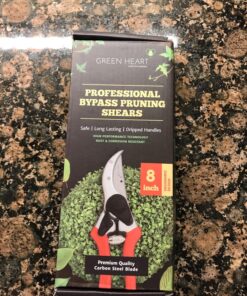 GREEN HEART
PROFESSIONAL
BYPASS PRUNING
SHEARS
Safe | Long Lasting | Dripped Handles
HIGH PERFORMANCE TECHNOLOGY
RUST & CORROSION RESISTANT
8
inch
Premium Quality
Carbon Steel Blade